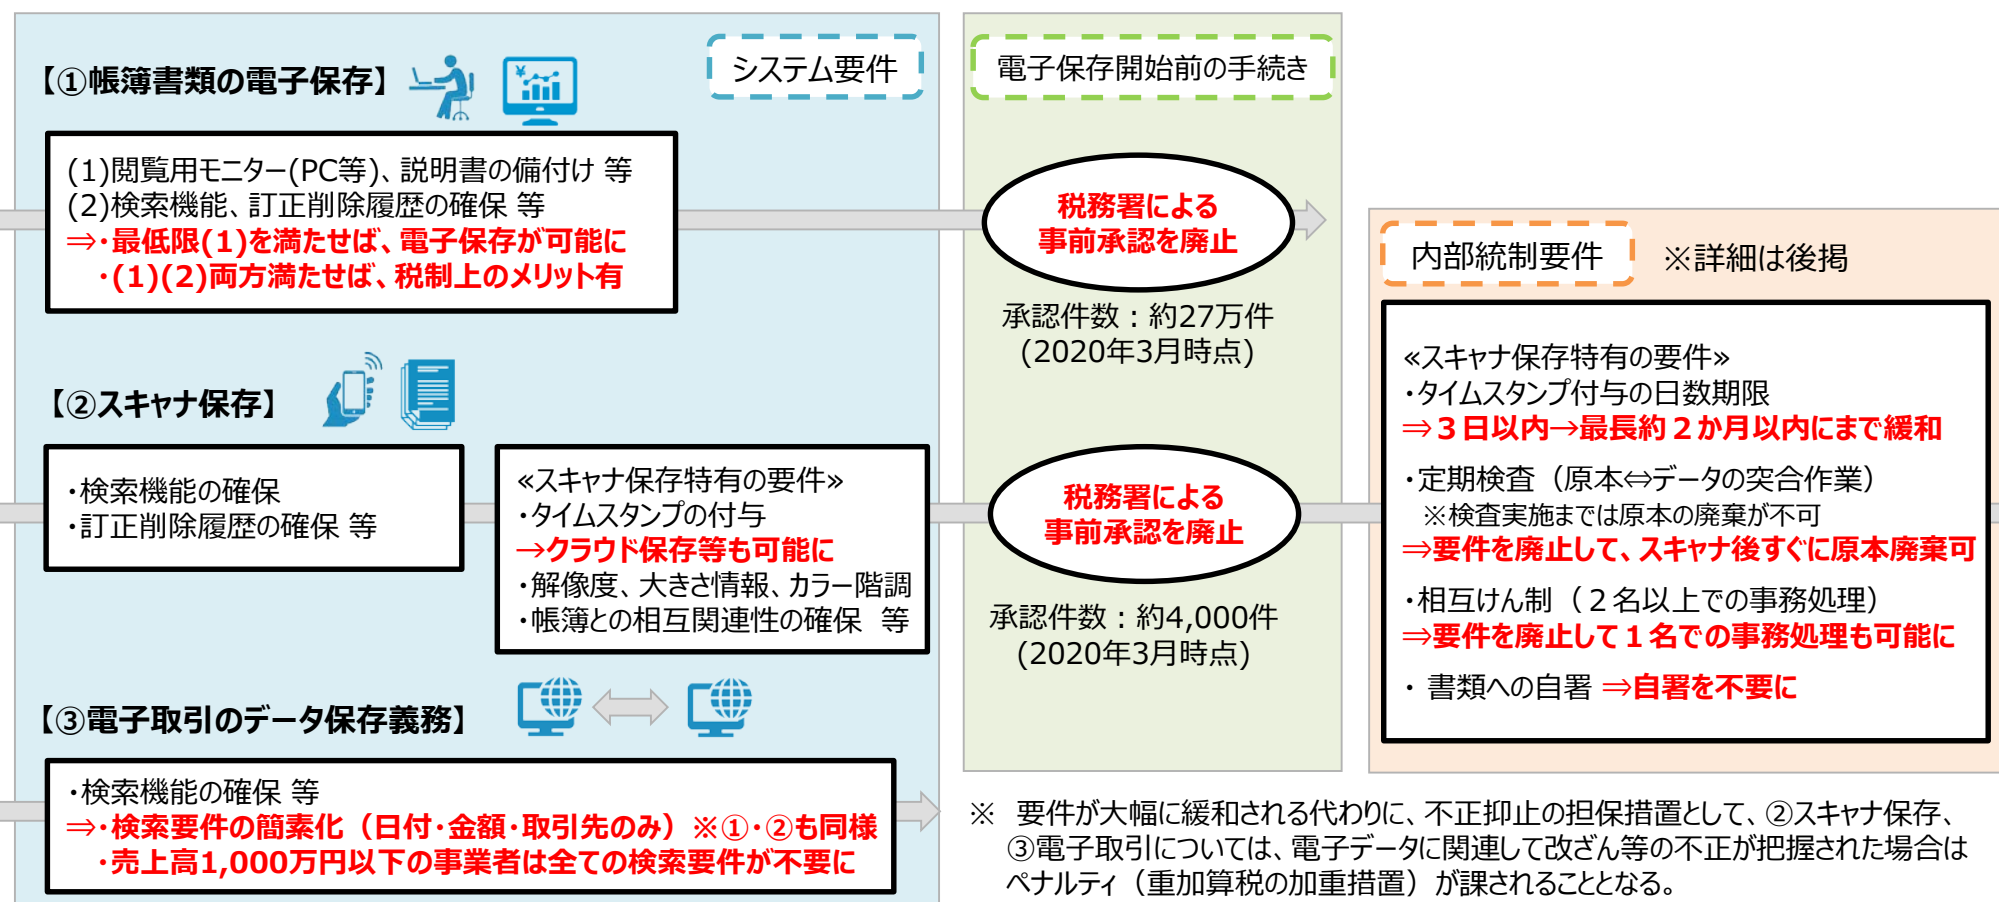 システム要件
【①帳簿書類の電子保存】
(1)閲覧用モニター(PC等)、説明書の備付け 等
(2)検索機能、訂正削除履歴の確保 等
⇒・最低限(1)を満たせば、電子保存が可能に
・(1)(2)両方満たせば、税制上のメリット有
【②スキャナ保存】
・検索機能の確保
・訂正削除履歴の確保 等
≪スキャナ保存特有の要件≫
・タイムスタンプの付与
→クラウド保存等も可能に
・解像度、大きさ情報、カラー階調
・帳簿との相互関連性の確保 等
【③電子取引のデータ保存義務】
・検索機能の確保 等
⇒・検索要件の簡素化（日付・金額・取引先のみ）※①・②も同様
・売上高1,000万円以下の事業者は全ての検索要件が不要に
電子保存開始前の手続き
税務署による
事前承認を廃止
承認件数：約27万件
(2020年3月時点)
税務署による
事前承認を廃止
承認件数：約4,000件
(2020年3月時点)
内部統制要件
※詳細は後掲
≪スキャナ保存特有の要件≫
・タイムスタンプ付与の日数期限
⇒３日以内→最長約２か月以内にまで緩和
・定期検査（原本⇔データの突合作業）
※検査実施までは原本の廃棄が不可
⇒要件を廃止して、スキャナ後すぐに原本廃棄可
・相互けん制（２名以上での事務処理）
⇒要件を廃止して１名での事務処理も可能に
・ 書類への自署 ⇒自署を不要に
※ 要件が大幅に緩和される代わりに、不正抑止の担保措置として、②スキャナ保存、
③電子取引については、電子データに関連して改ざん等の不正が把握された場合は
ペナルティ（重加算税の加重措置）が課されることとなる。